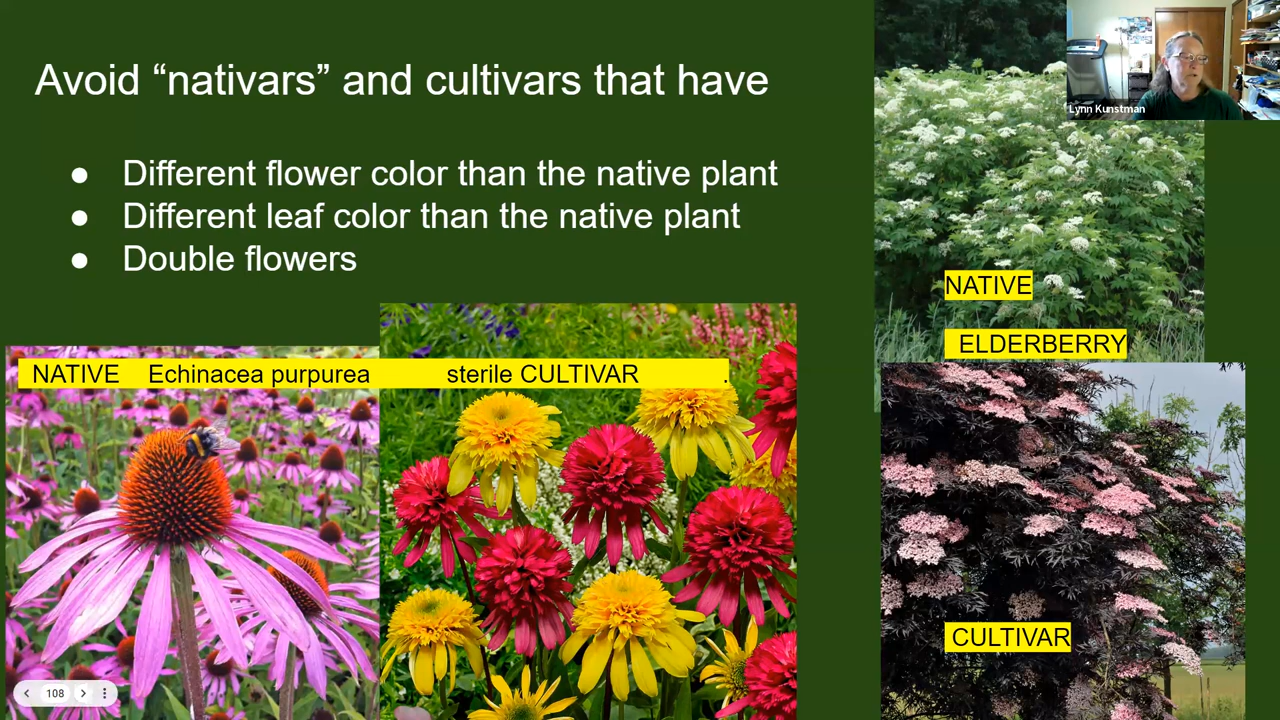 Avoid “nativars” and cultivars that have
● Different flower color than the native plant
● Different leaf color than the native plant
● Double flowers
NATIVE Echinacea purpurea sterile CULTIVAR .
NATIVE
ELDERBERRY
CULTIVAR
Lynn Kunstman
108